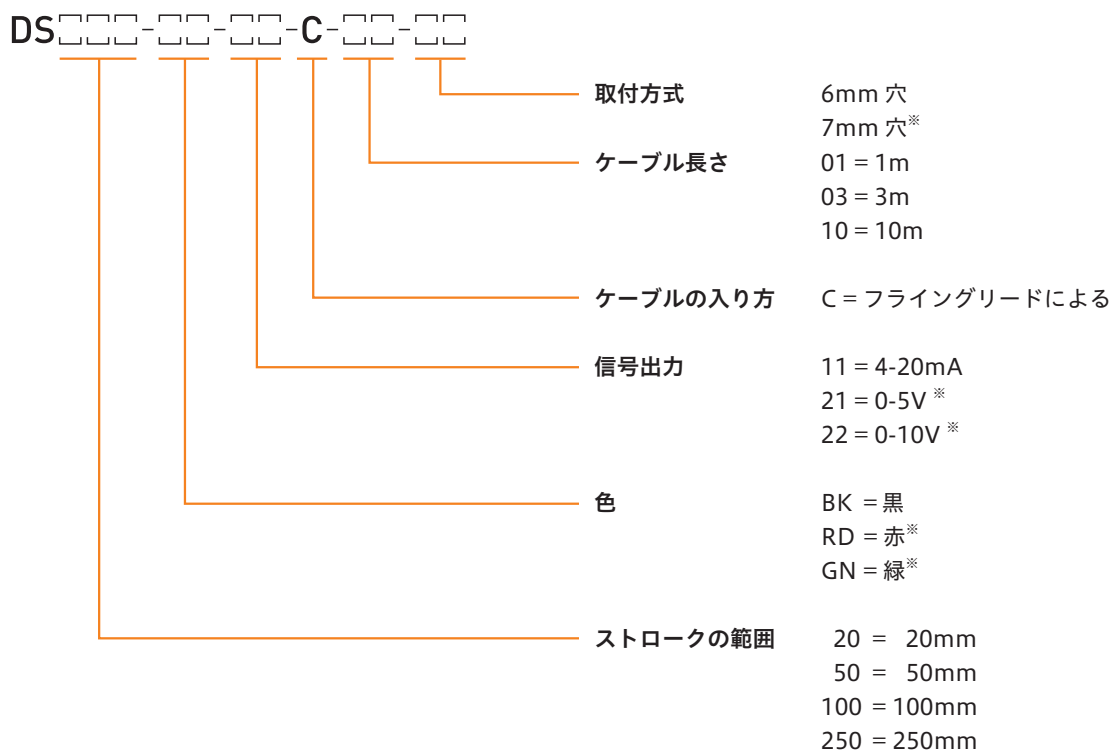 DS□□□-□□-□□-C-□□-□□
取付方式 6mm 穴
7mm 穴※
ケーブル長さ 01 = 1m
03 = 3m
10 = 10m
ケーブルの入り方 C = フライングリードによる
信号出力 11 = 4-20mA
21 = 0-5V ※
22 = 0-10V ※
色 BK = 黒
RD = 赤※
GN = 緑※
ストロークの範囲 20 = 20mm
50 = 50mm
100 = 100mm
250 = 250mm